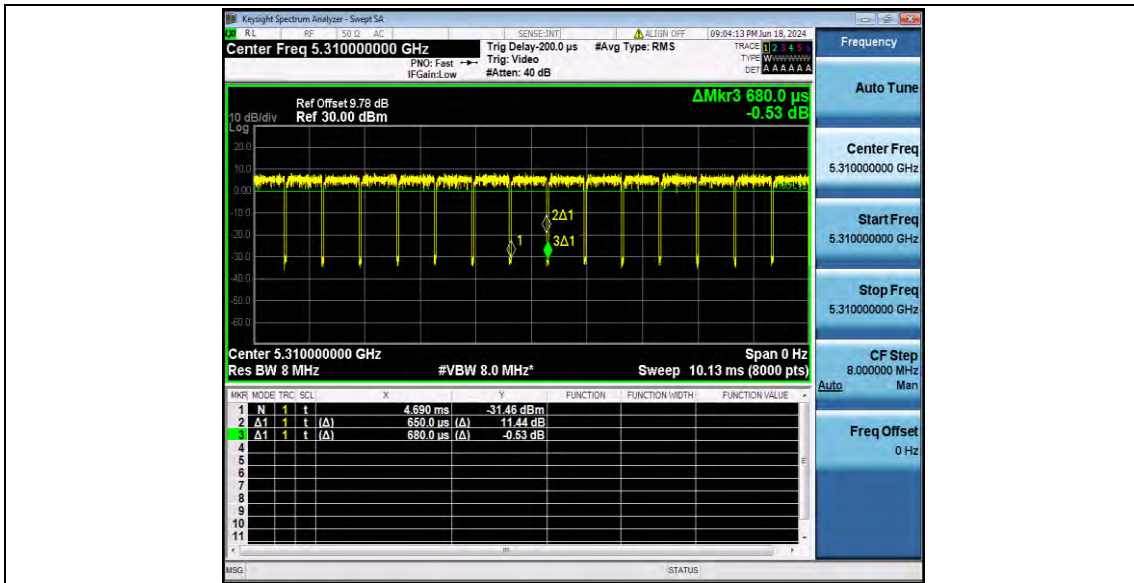 Keysight Spectrum Analyzer - Swept SA
RL RF 50 Ω AC SENSE:INT ALIGN OFF 09:04:13 PM Jun 18, 2024
Center Freq 5.310000000 GHz
PNO: Fast
IFGain:Low
Trig Delay-200.0 µs
Trig: Video
#Atten: 40 dB
#Avg Type: RMS
TRACE 1 2 3 4 5 6
TYPE WWWWWW
DET A A A A A A
ΔMkr3 680.0 µs
-0.53 dB
Ref Offset 9.78 dB
10 dB/div Ref 30.00 dBm
Log
20.0
10.0
0.00
-10.0
-20.0
-30.0
-40.0
-50.0
-60.0
2Δ1
1
3Δ1
Center 5.310000000 GHz Span 0 Hz
Res BW 8 MHz #VBW 8.0 MHz* Sweep 10.13 ms (8000 pts)
MKR MODE TRC SCL X Y FUNCTION FUNCTION WIDTH FUNCTION VALUE
1 N 1 t 4.690 ms -31.46 dBm
2 Δ1 1 t (Δ) 650.0 µs (Δ) 11.44 dB
3 Δ1 1 t (Δ) 680.0 µs (Δ) -0.53 dB
4
5
6
7
8
9
10
11
MSG STATUS
Frequency
Auto Tune
Center Freq
5.310000000 GHz
Start Freq
5.310000000 GHz
Stop Freq
5.310000000 GHz
CF Step
8.000000 MHz
Auto Man
Freq Offset
0 Hz